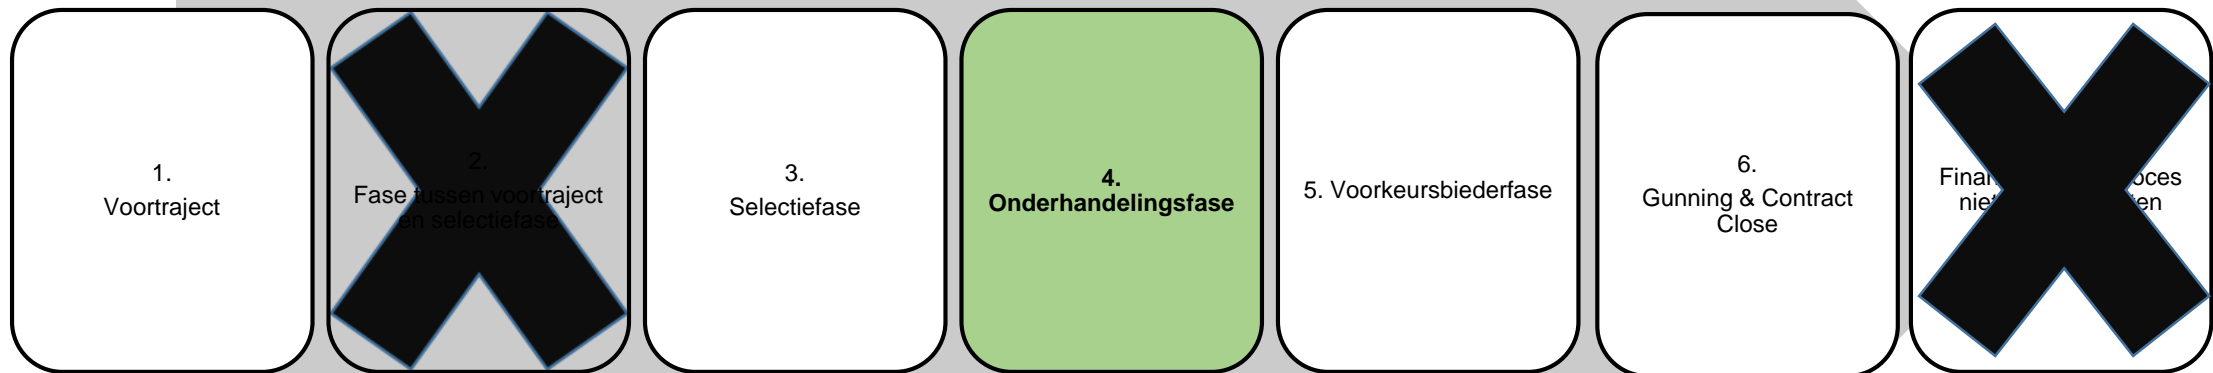 1.
Voortraject
2.
Fase tussen voortraject
en selectiefase
3.
Selectiefase
4.
Onderhandelingsfase
5. Voorkeursbiederfase
6.
Gunning & Contract
Close